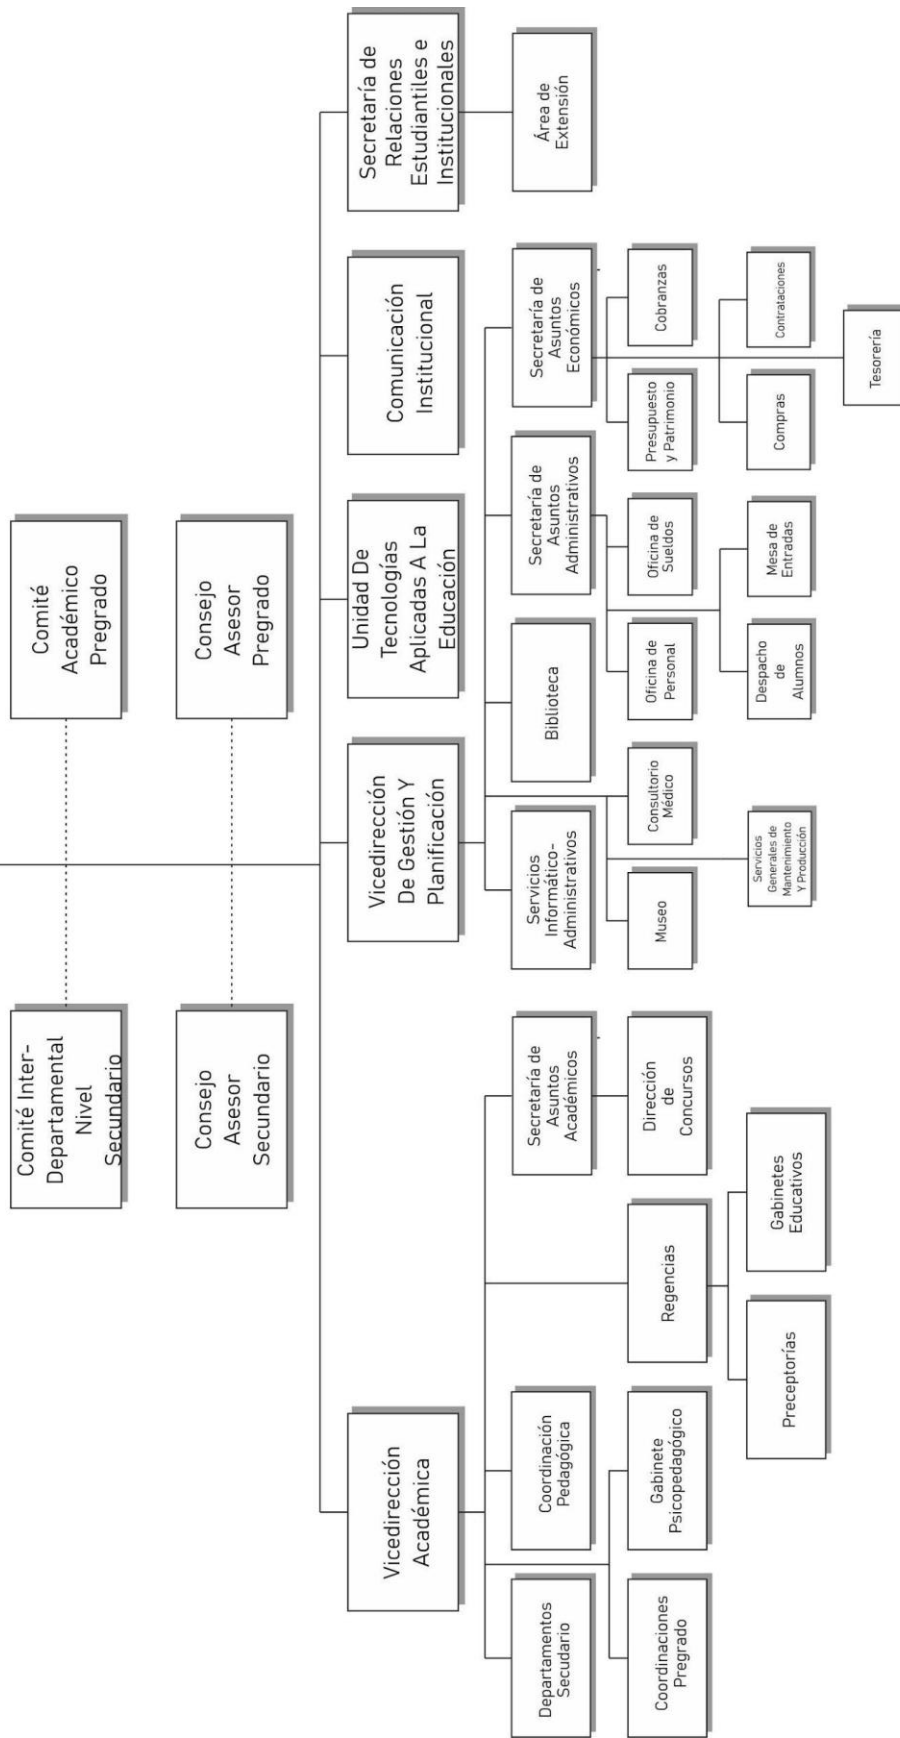 Comité Inter-
Departamental
Nivel
Secundario
Comité
Académico
Pregrado
Consejo
Asesor
Secundario
Consejo
Asesor
Pregrado
Vicedirección
Académica
Vicedirección
De Gestión Y
Planificación
Unidad De
Tecnologías
Aplicadas A La
Educación
Comunicación
Institucional
Secretaría de
Relaciones
Estudiantiles e
Institucionales
Departamentos
Secudario
Coordinación
Pedagógica
Secretaría de
Asuntos
Académicos
Servicios
Informático-
Administrativos
Biblioteca
Secretaría de
Asuntos
Administrativos
Secretaría de
Asuntos
Económicos
Área de
Extensión
Coordinaciones
Pregrado
Gabinete
Psicopedagógico
Regencias
Dirección
de
Concursos
Museo
Consultorio
Médico
Oficina de
Personal
Oficina de
Sueldos
Presupuesto
y Patrimonio
Cobranzas
Preceptorías
Gabinetes
Educativos
Servicios
Generales de
Mantenimiento
Y Producción
Despacho
de
Alumnos
Mesa de
Entradas
Compras
Contrataciones
Tesorería